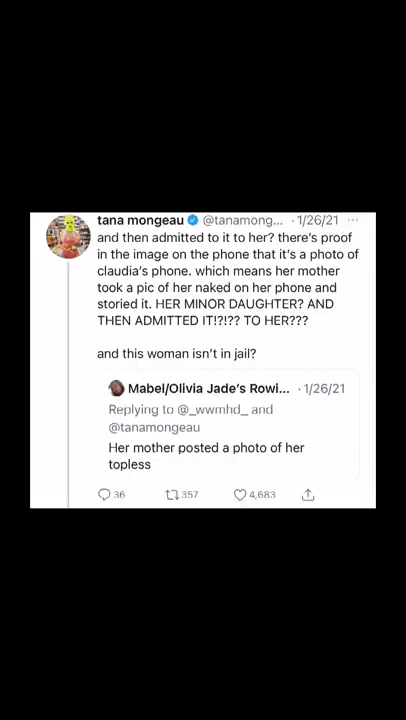 tana mongeau @tanamong... · 1/26/21 ...
and then admitted to it to her? there's proof
in the image on the phone that it's a photo of
claudia's phone. which means her mother
took a pic of her naked on her phone and
storied it. HER MINOR DAUGHTER? AND
THEN ADMITTED IT!?!?? TO HER???
and this woman isn't in jail?
Mabel/Olivia Jade's Rowi... · 1/26/21
Replying to @_wwmhd_ and
@tanamongeau
Her mother posted a photo of her
topless
36 357 4,683